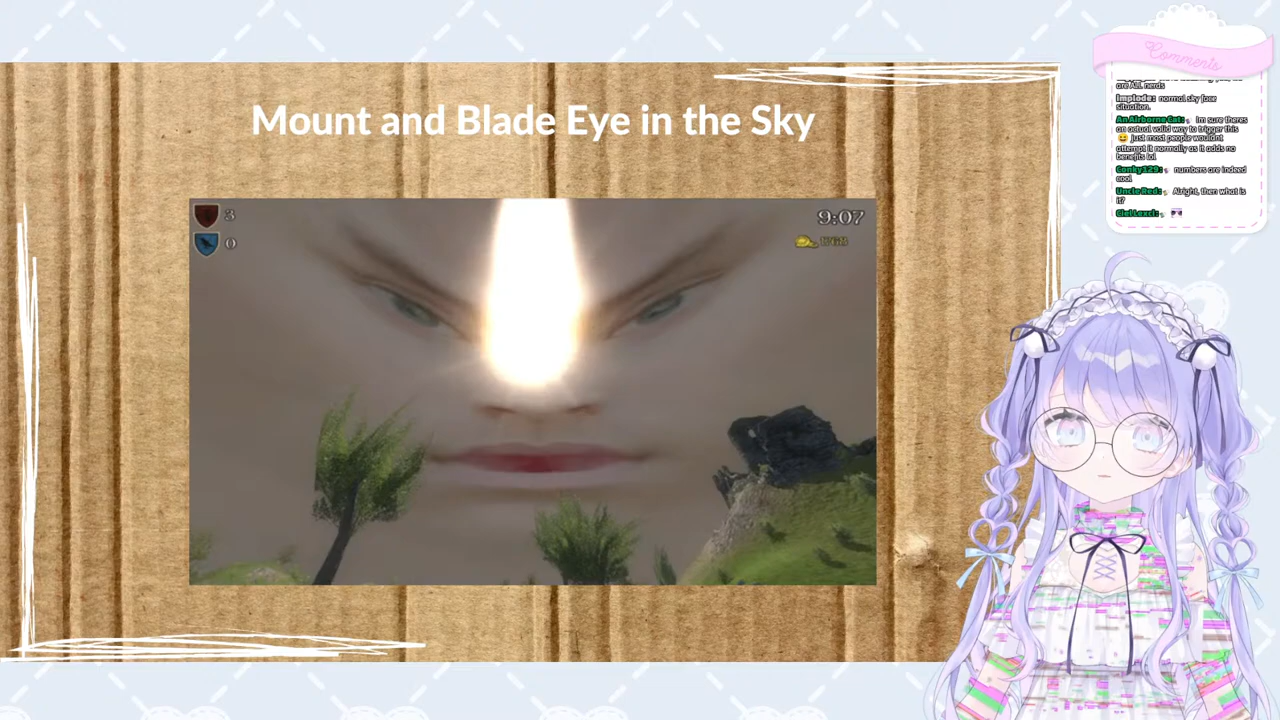 Mount and Blade Eye in the Sky
3
0
9:07
Comments
are ALL nerds
Implode: normal sky face
situation.
An Airborne Cat: im sure theres
an actual valid way to trigger this
just most people wouldnt
attempt it normally as it adds no
benefits lol
numbers are indeed
cool
Uncle Red: Alright, then what is
it?
Ciel Lexci: